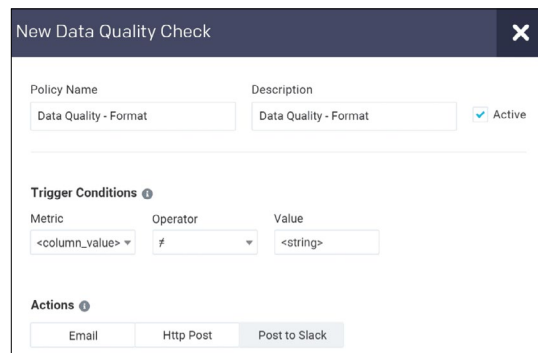 New Data Quality Check
Policy Name Description
Data Quality - Format Data Quality - Format Active
Trigger Conditions
Metric Operator Value
<column_value> ≠ <string>
Actions
Email Http Post Post to Slack